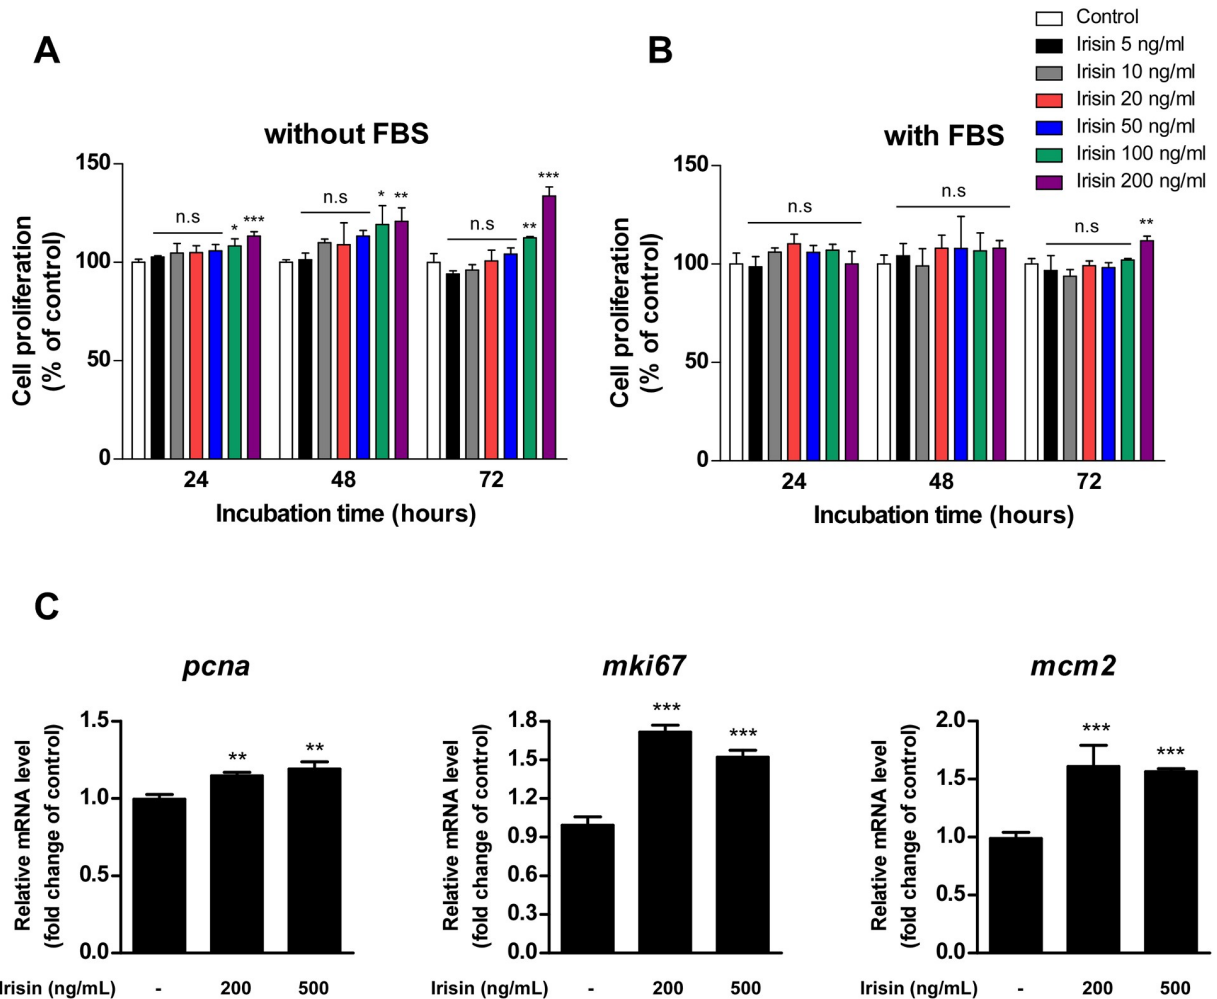 A
B
Control
Irisin 5 ng/ml
Irisin 10 ng/ml
Irisin 20 ng/ml
Irisin 50 ng/ml
Irisin 100 ng/ml
Irisin 200 ng/ml
without FBS
Cell proliferation
(% of control)
150
100
50
0
n.s
*
***
n.s
*
**
n.s
**
***
24
48
72
Incubation time (hours)
with FBS
Cell proliferation
(% of control)
150
100
50
0
n.s
n.s
n.s
**
24
48
72
Incubation time (hours)
C
pcna
Relative mRNA level
(fold change of control)
1.5
1.0
0.5
0.0
**
**
Irisin (ng/mL)
-
200
500
mki67
Relative mRNA level
(fold change of control)
1.8
1.5
1.2
0.9
0.6
0.3
0.0
***
***
Irisin (ng/mL)
-
200
500
mcm2
Relative mRNA level
(fold change of control)
2.0
1.5
1.0
0.5
0.0
***
***
Irisin (ng/mL)
-
200
500